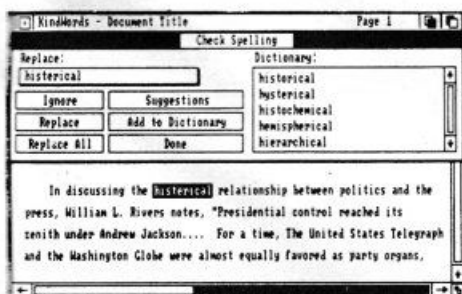 KindWords - Document Title Page 1
Check Spelling
Replace:
histerical
Ignore Suggestions
Replace Add to Dictionary
Replace All Done
Dictionary:
historical
hysterical
histochemical
hemispherical
hierarchical
In discussing the histerical relationship between politics and the
press, William L. Rivers notes, "Presidential control reached its
zenith under Andrew Jackson.... For a time, The United States Telegraph
and the Washington Globe were almost equally favored as party organs,